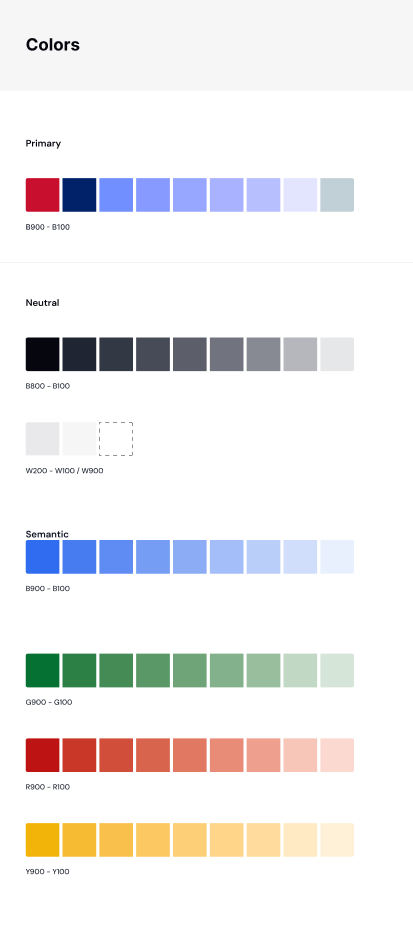 Colors
Primary
B900 - B100
Neutral
B800 - B100
W200 - W100 / W900
Semantic
B900 - B100
G900 - G100
R900 - R100
Y900 - Y100